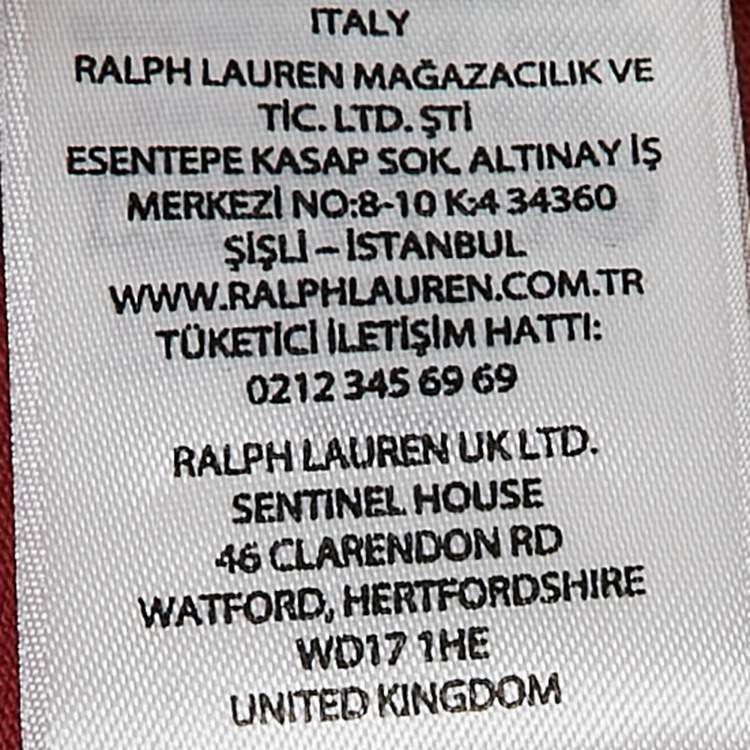 ITALY
RALPH LAUREN MAĞAZACILIK VE
TİC. LTD. ŞTİ
ESENTEPE KASAP SOK. ALTINAY İŞ
MERKEZİ NO:8-10 K:4 34360
ŞİŞLİ – İSTANBUL
WWW.RALPHLAUREN.COM.TR
TÜKETİCİ İLETİŞİM HATTI:
0212 345 69 69
RALPH LAUREN UK LTD.
SENTINEL HOUSE
46 CLARENDON RD
WATFORD, HERTFORDSHIRE
WD17 1HE
UNITED KINGDOM